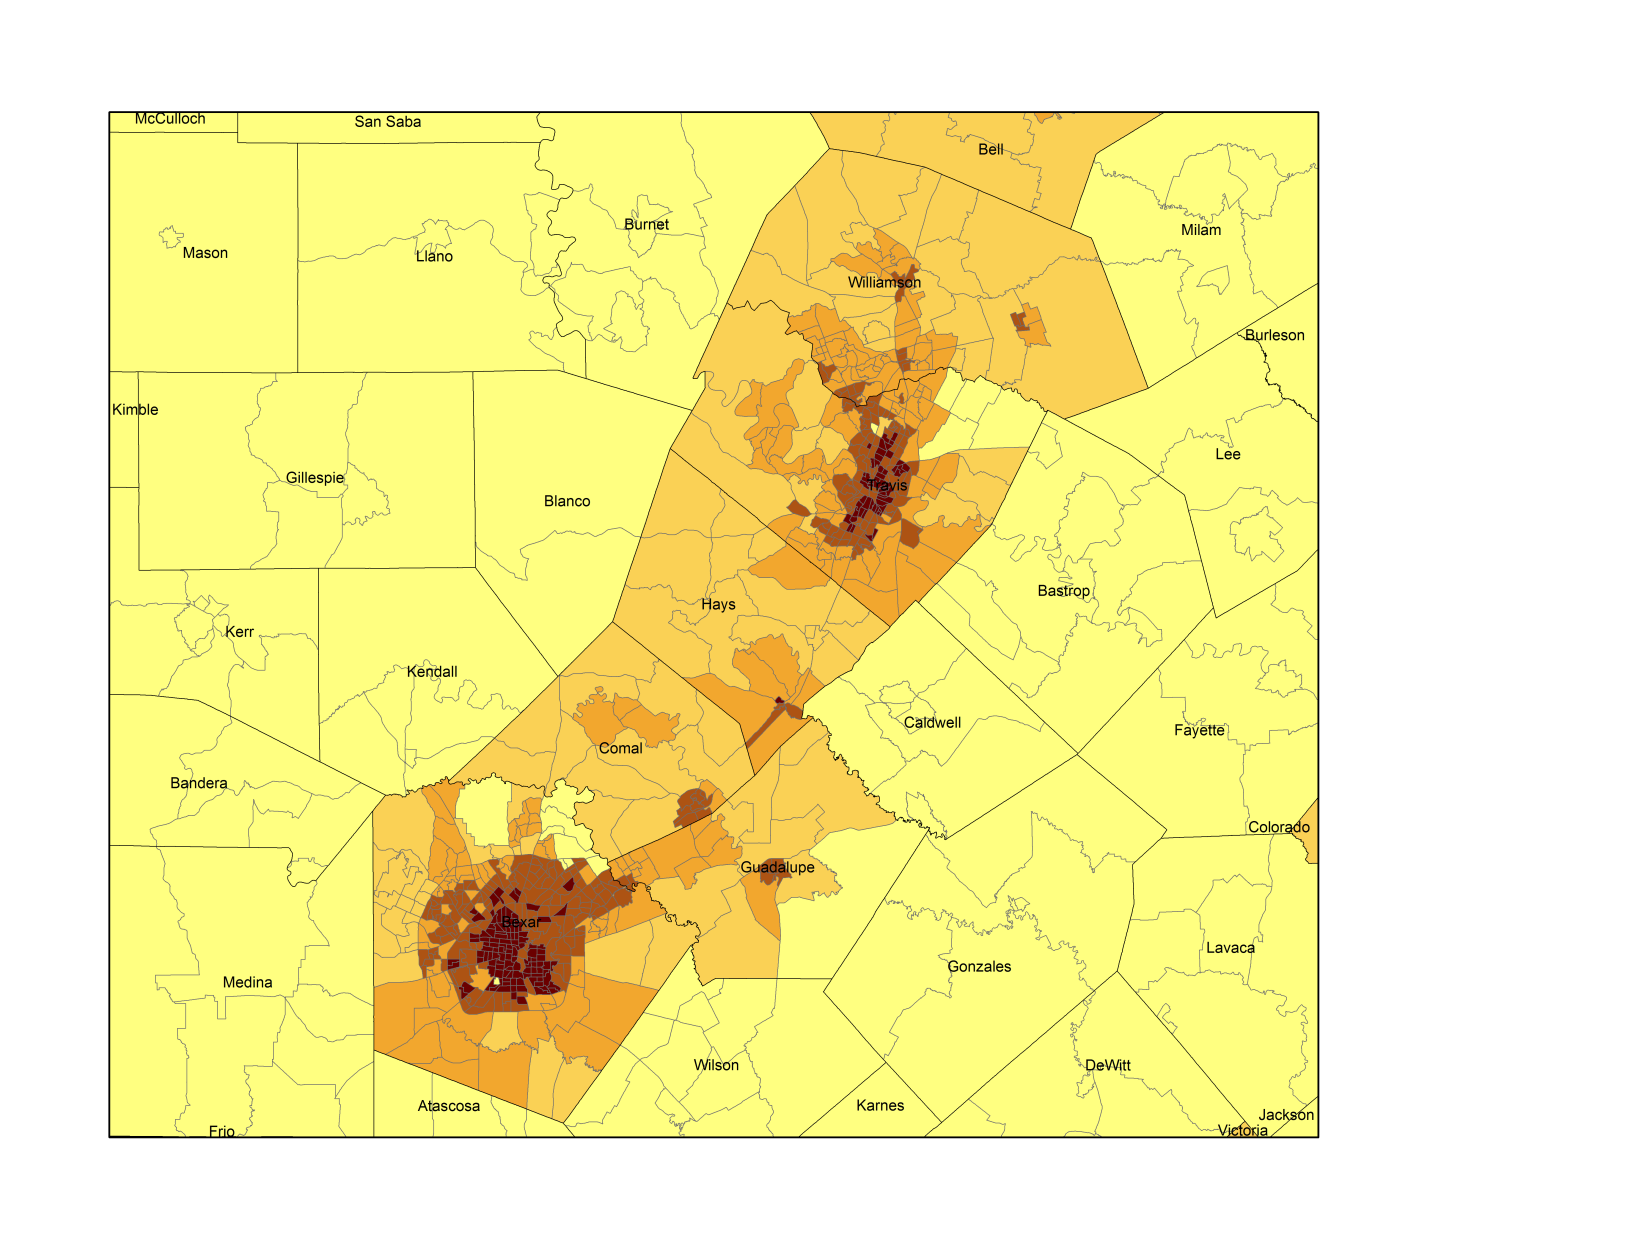 McCulloch
San Saba
Bell
Burnet
Milam
Mason
Llano
Williamson
Burleson
Kimble
Lee
Gillespie
Travis
Blanco
Bastrop
Hays
Kerr
Kendall
Caldwell
Fayette
Comal
Bandera
Colorado
Guadalupe
Bexar
Lavaca
Gonzales
Medina
Wilson
DeWitt
Atascosa
Karnes
Jackson
Frio
Victoria